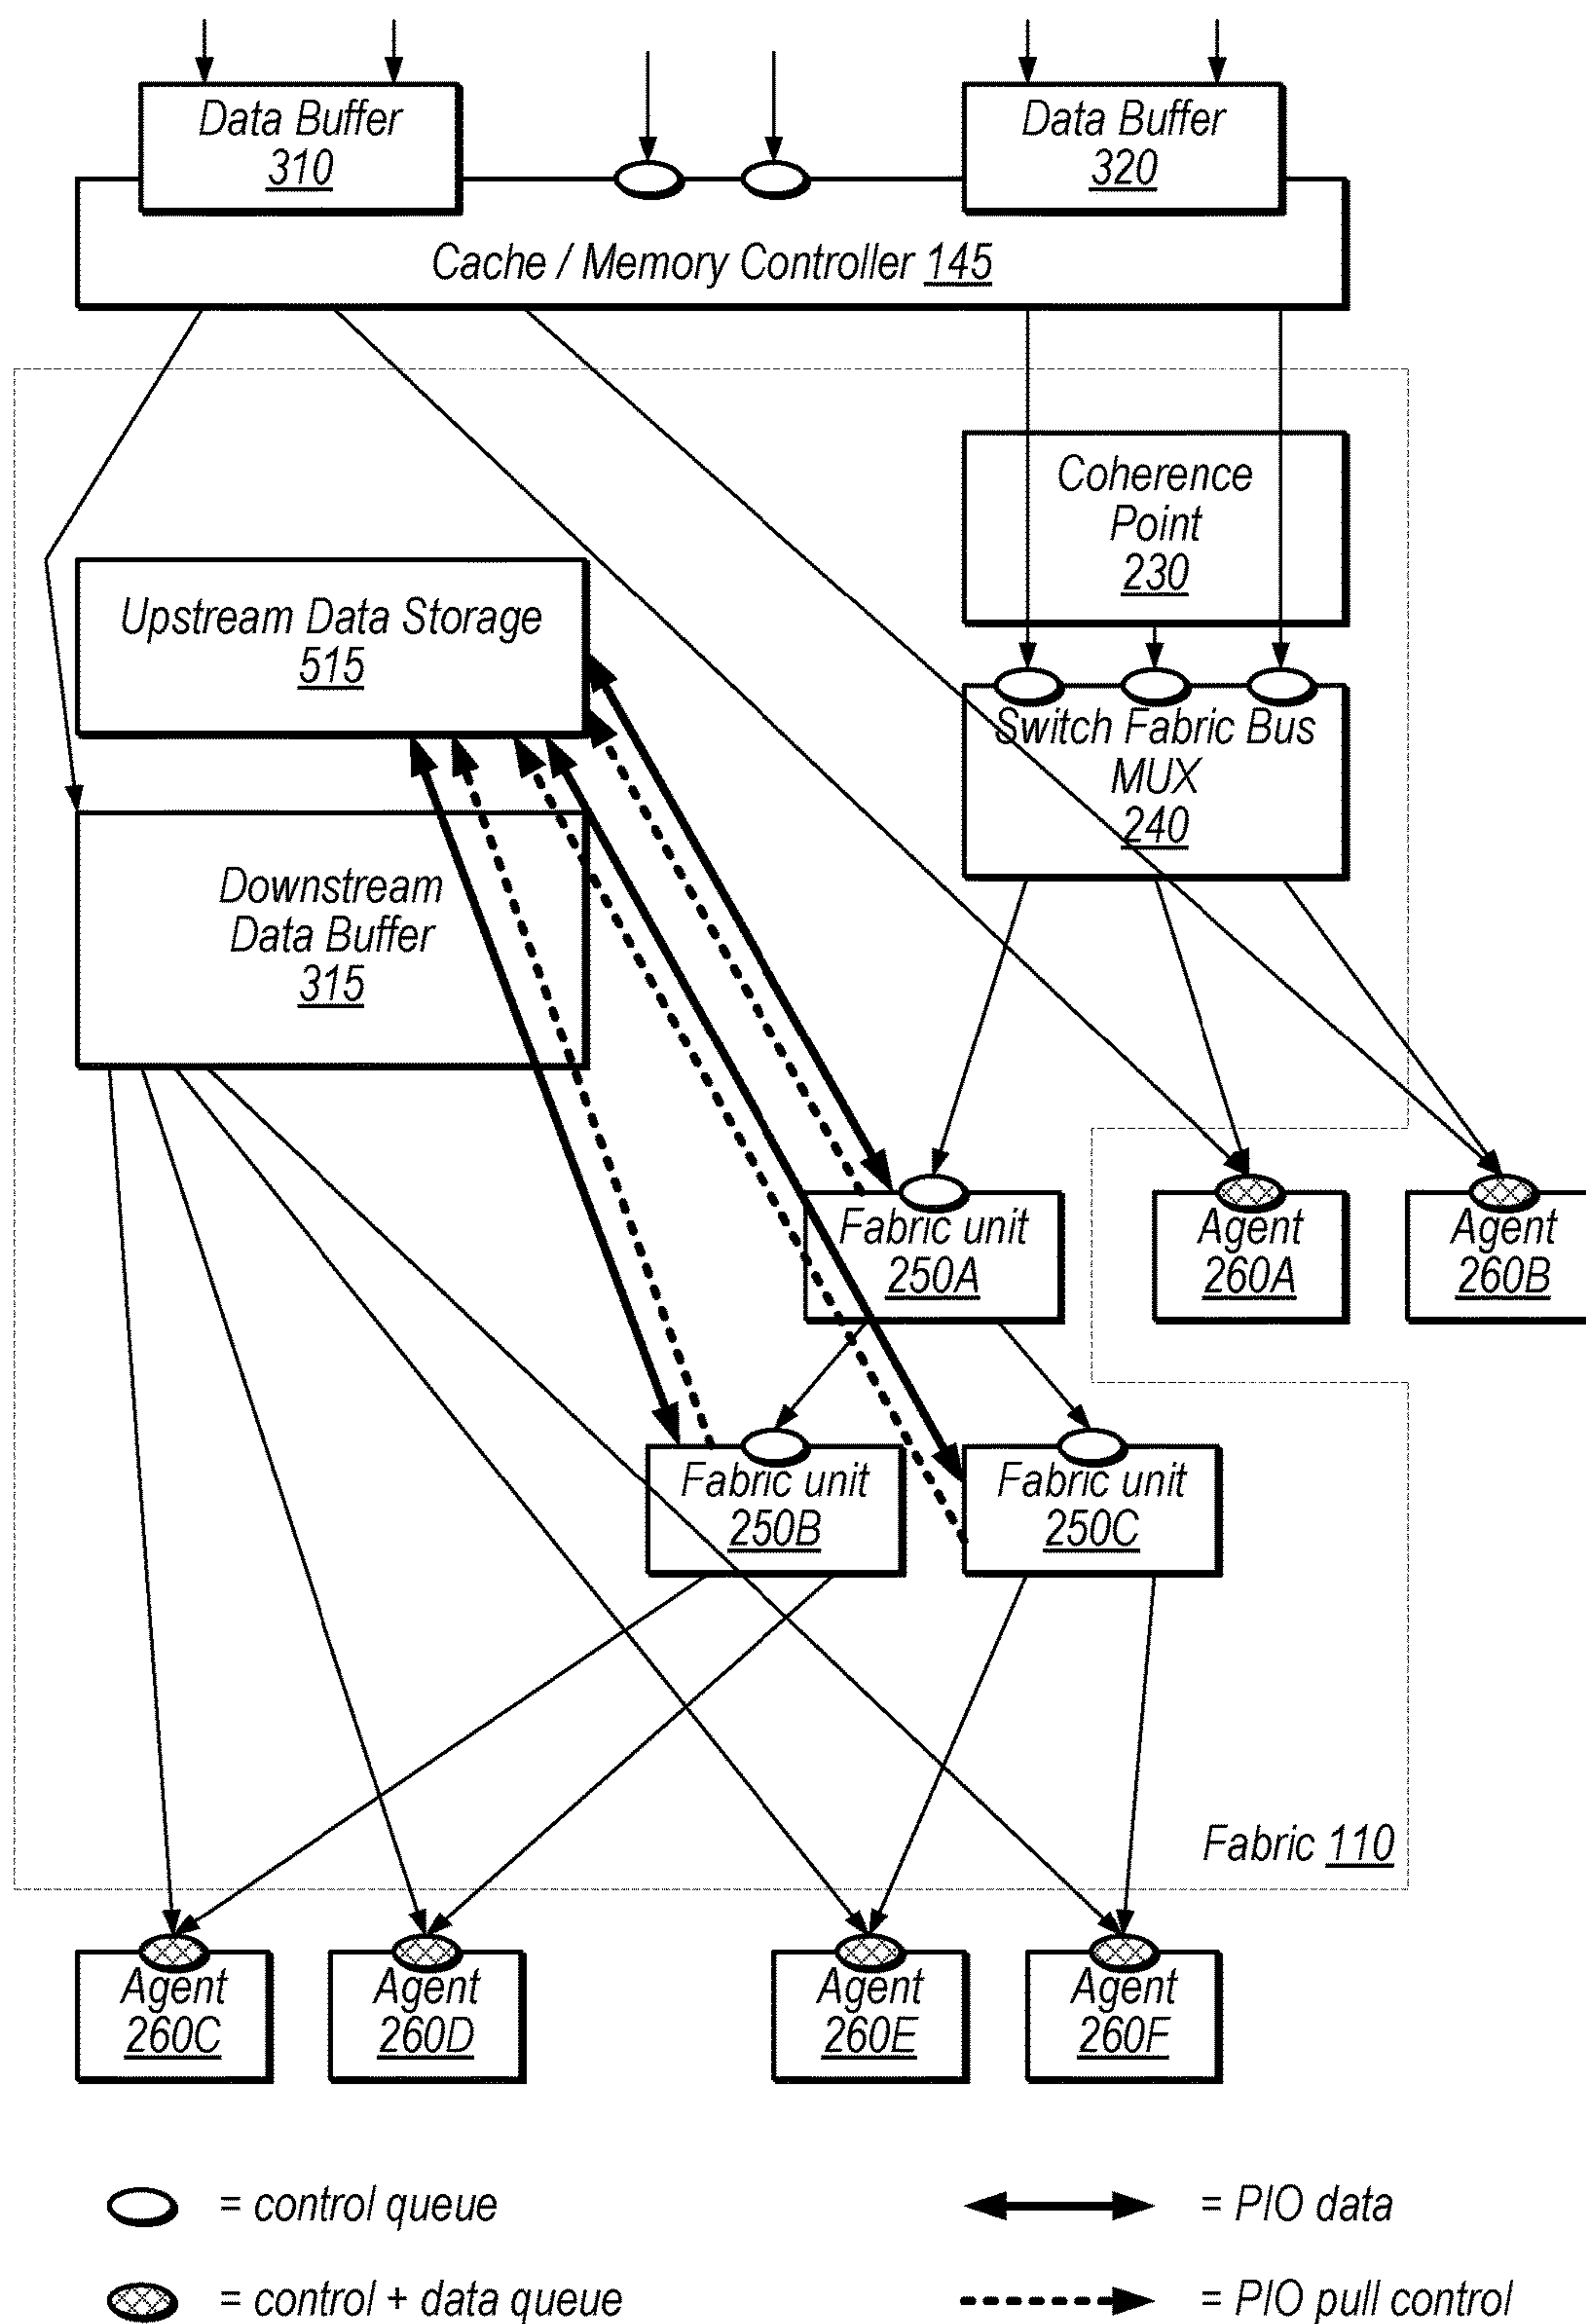 Data Buffer
310
Data Buffer
320
Cache / Memory Controller 145
Coherence
Point
230
Upstream Data Storage
515
Switch Fabric Bus
MUX
240
Downstream
Data Buffer
315
Fabric unit
250A
Agent
260A
Agent
260B
Fabric unit
250B
Fabric unit
250C
Fabric 110
Agent
260C
Agent
260D
Agent
260E
Agent
260F
= control queue
= PIO data
= control + data queue
= PIO pull control